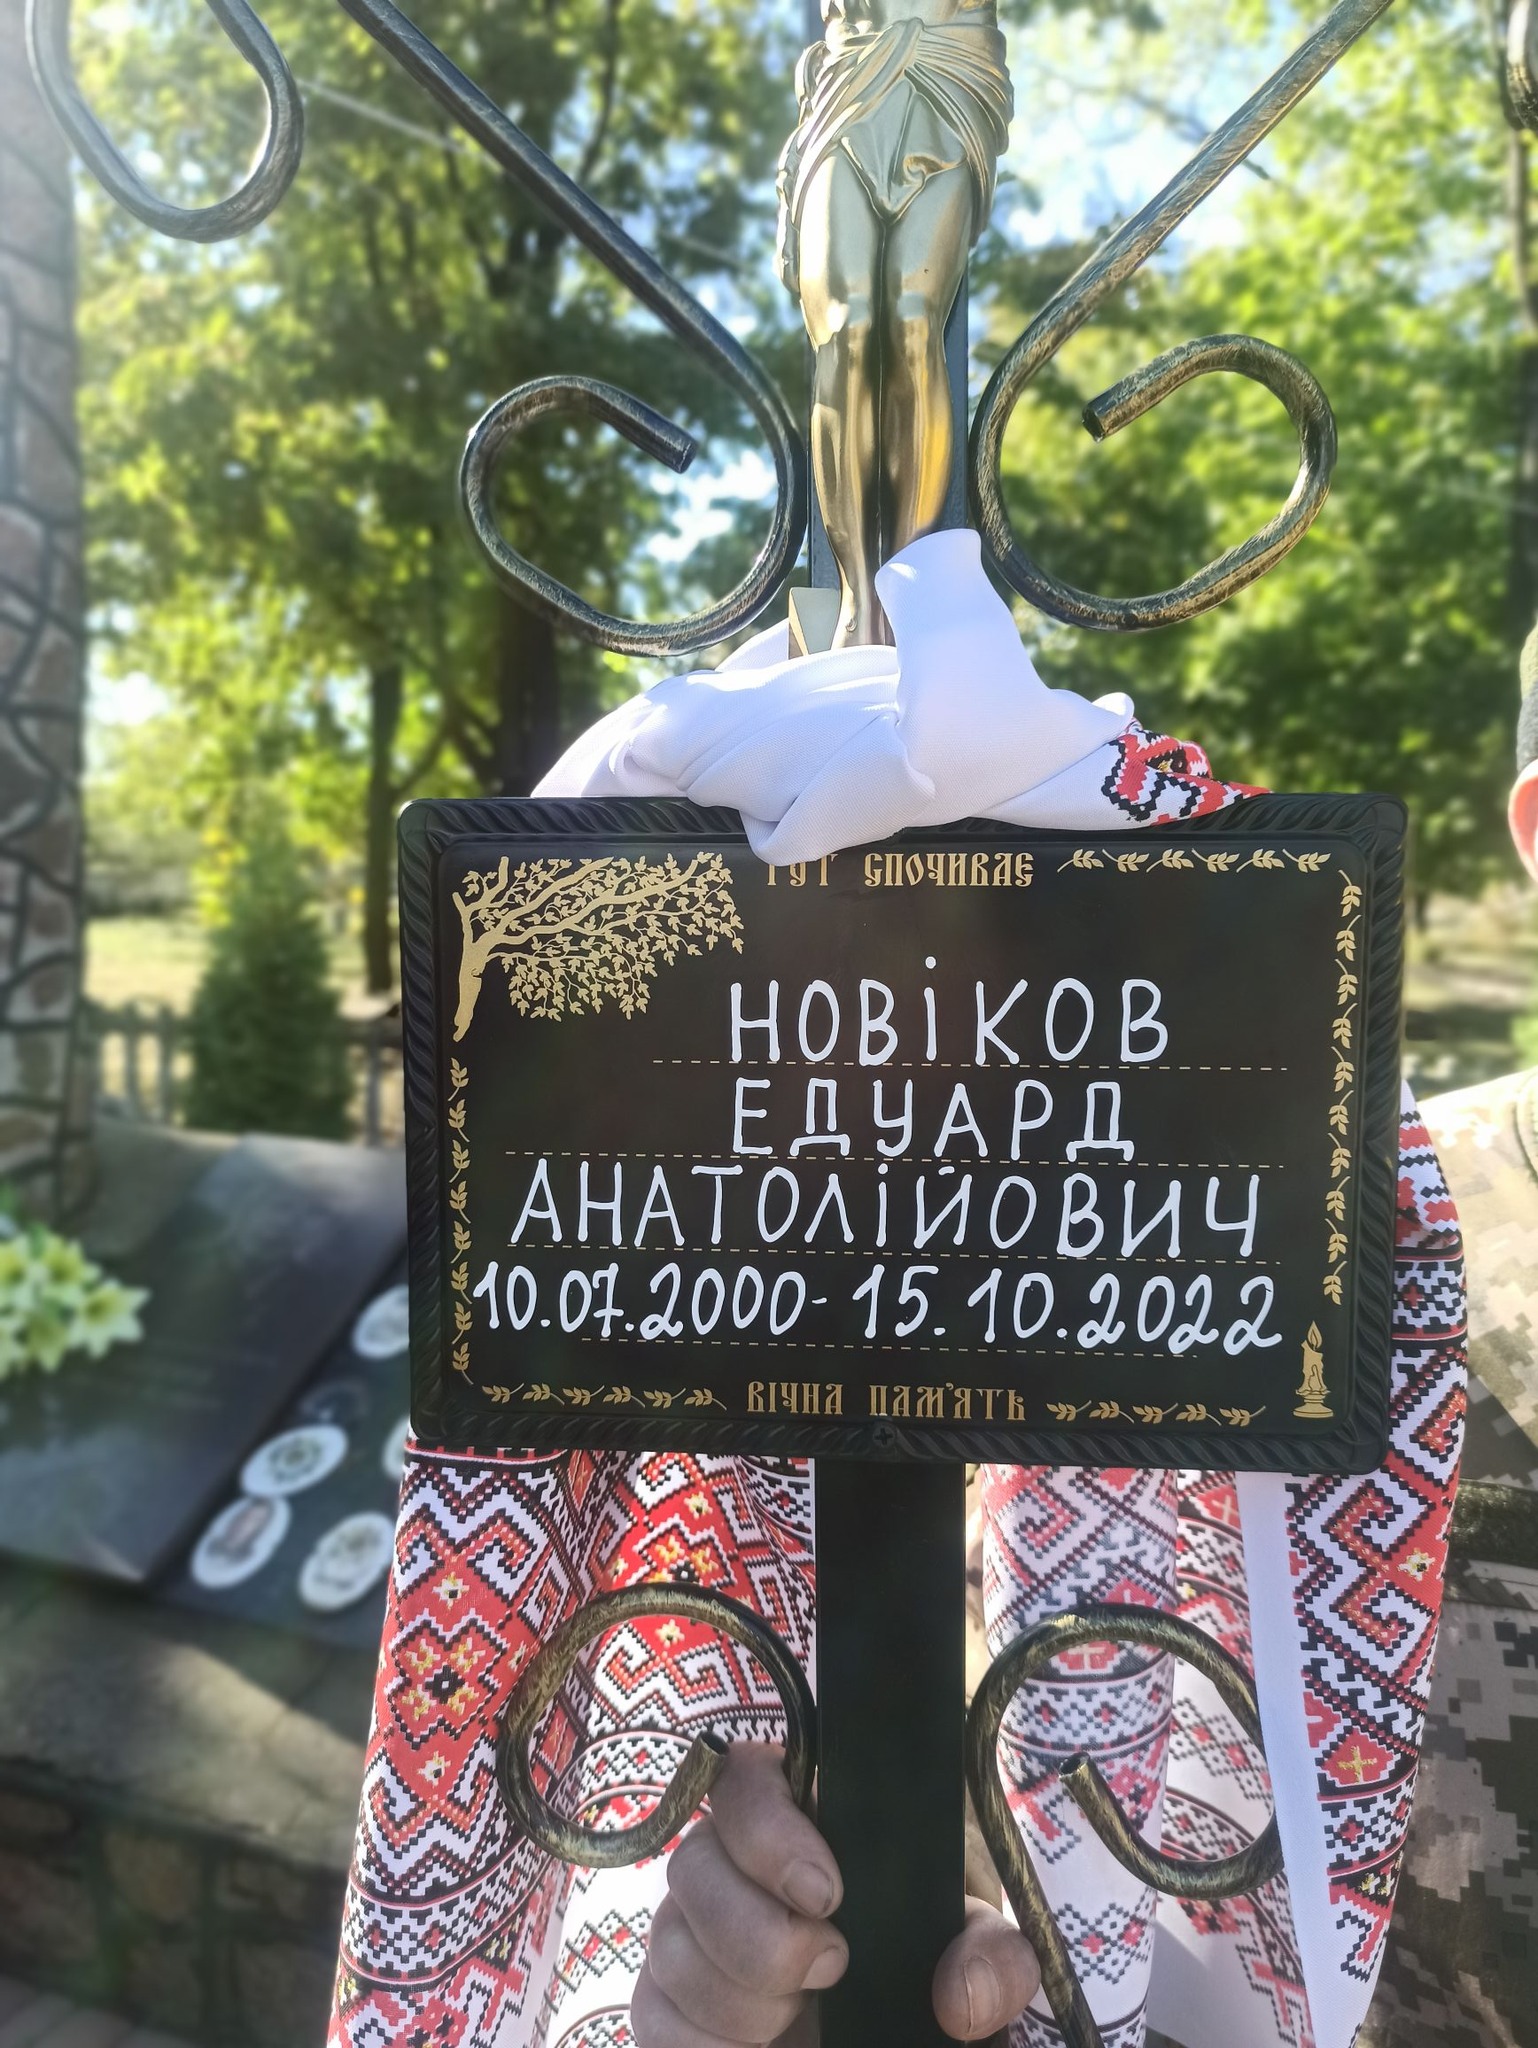 ТУТ СПОЧИВАЄ
НОВіКОВ
ЕДУАРД
АНАТОЛіЙОВИЧ
10.07.2000-15.10.2022
ВІЧНА ПАМ'ЯТЬ